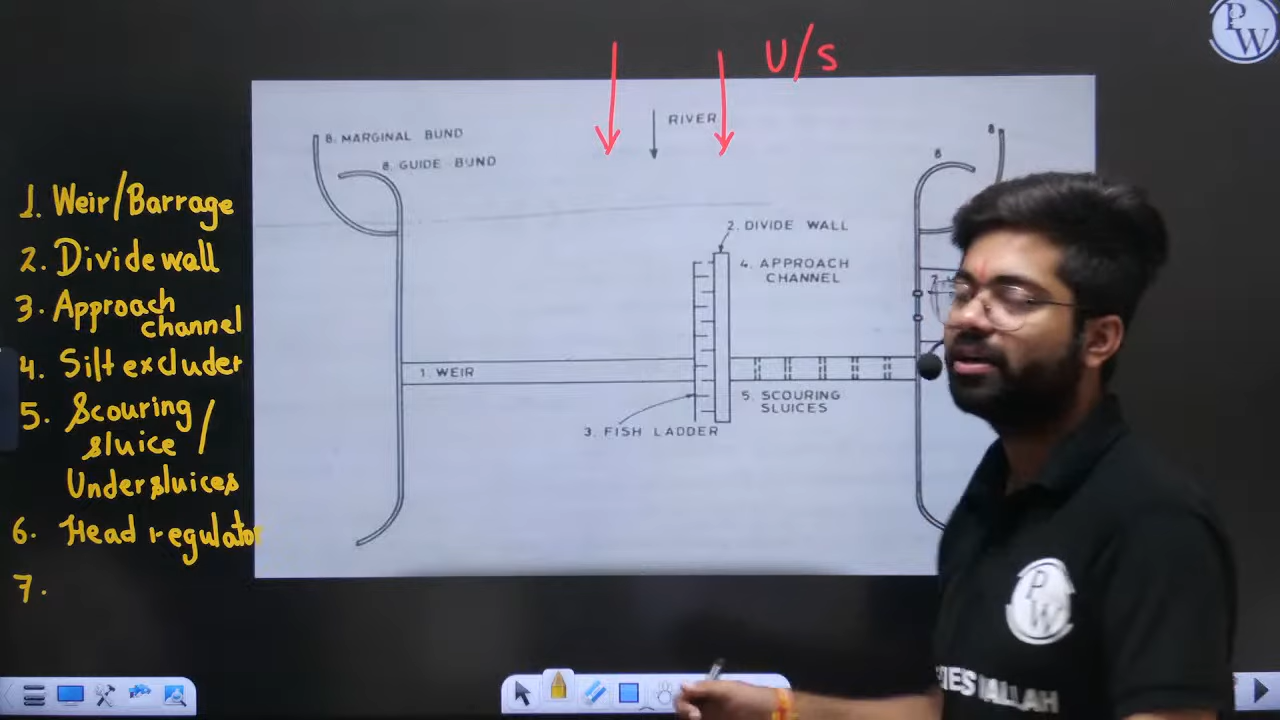 PW
U/S
RIVER
8. MARGINAL BUND
8
8. GUIDE BUND
8
1. Weir/Barrage
2. Divide wall
3. Approach
channel
4. Silt excluder
5. Scouring/
sluice
Undersluices
6. Head regulator
7.
2. DIVIDE WALL
4. APPROACH
CHANNEL
1. WEIR
5. SCOURING
SLUICES
3. FISH LADDER
PW